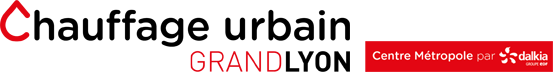 Chauffage urbain
GRANDLYON
Centre Métropole par dalkia
GROUPE EDF